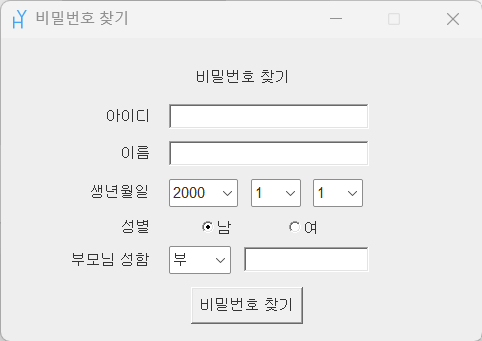 HY 비밀번호 찾기
비밀번호 찾기
아이디
이름
생년월일 2000 1 1
성별 남 여
부모님 성함 부
비밀번호 찾기